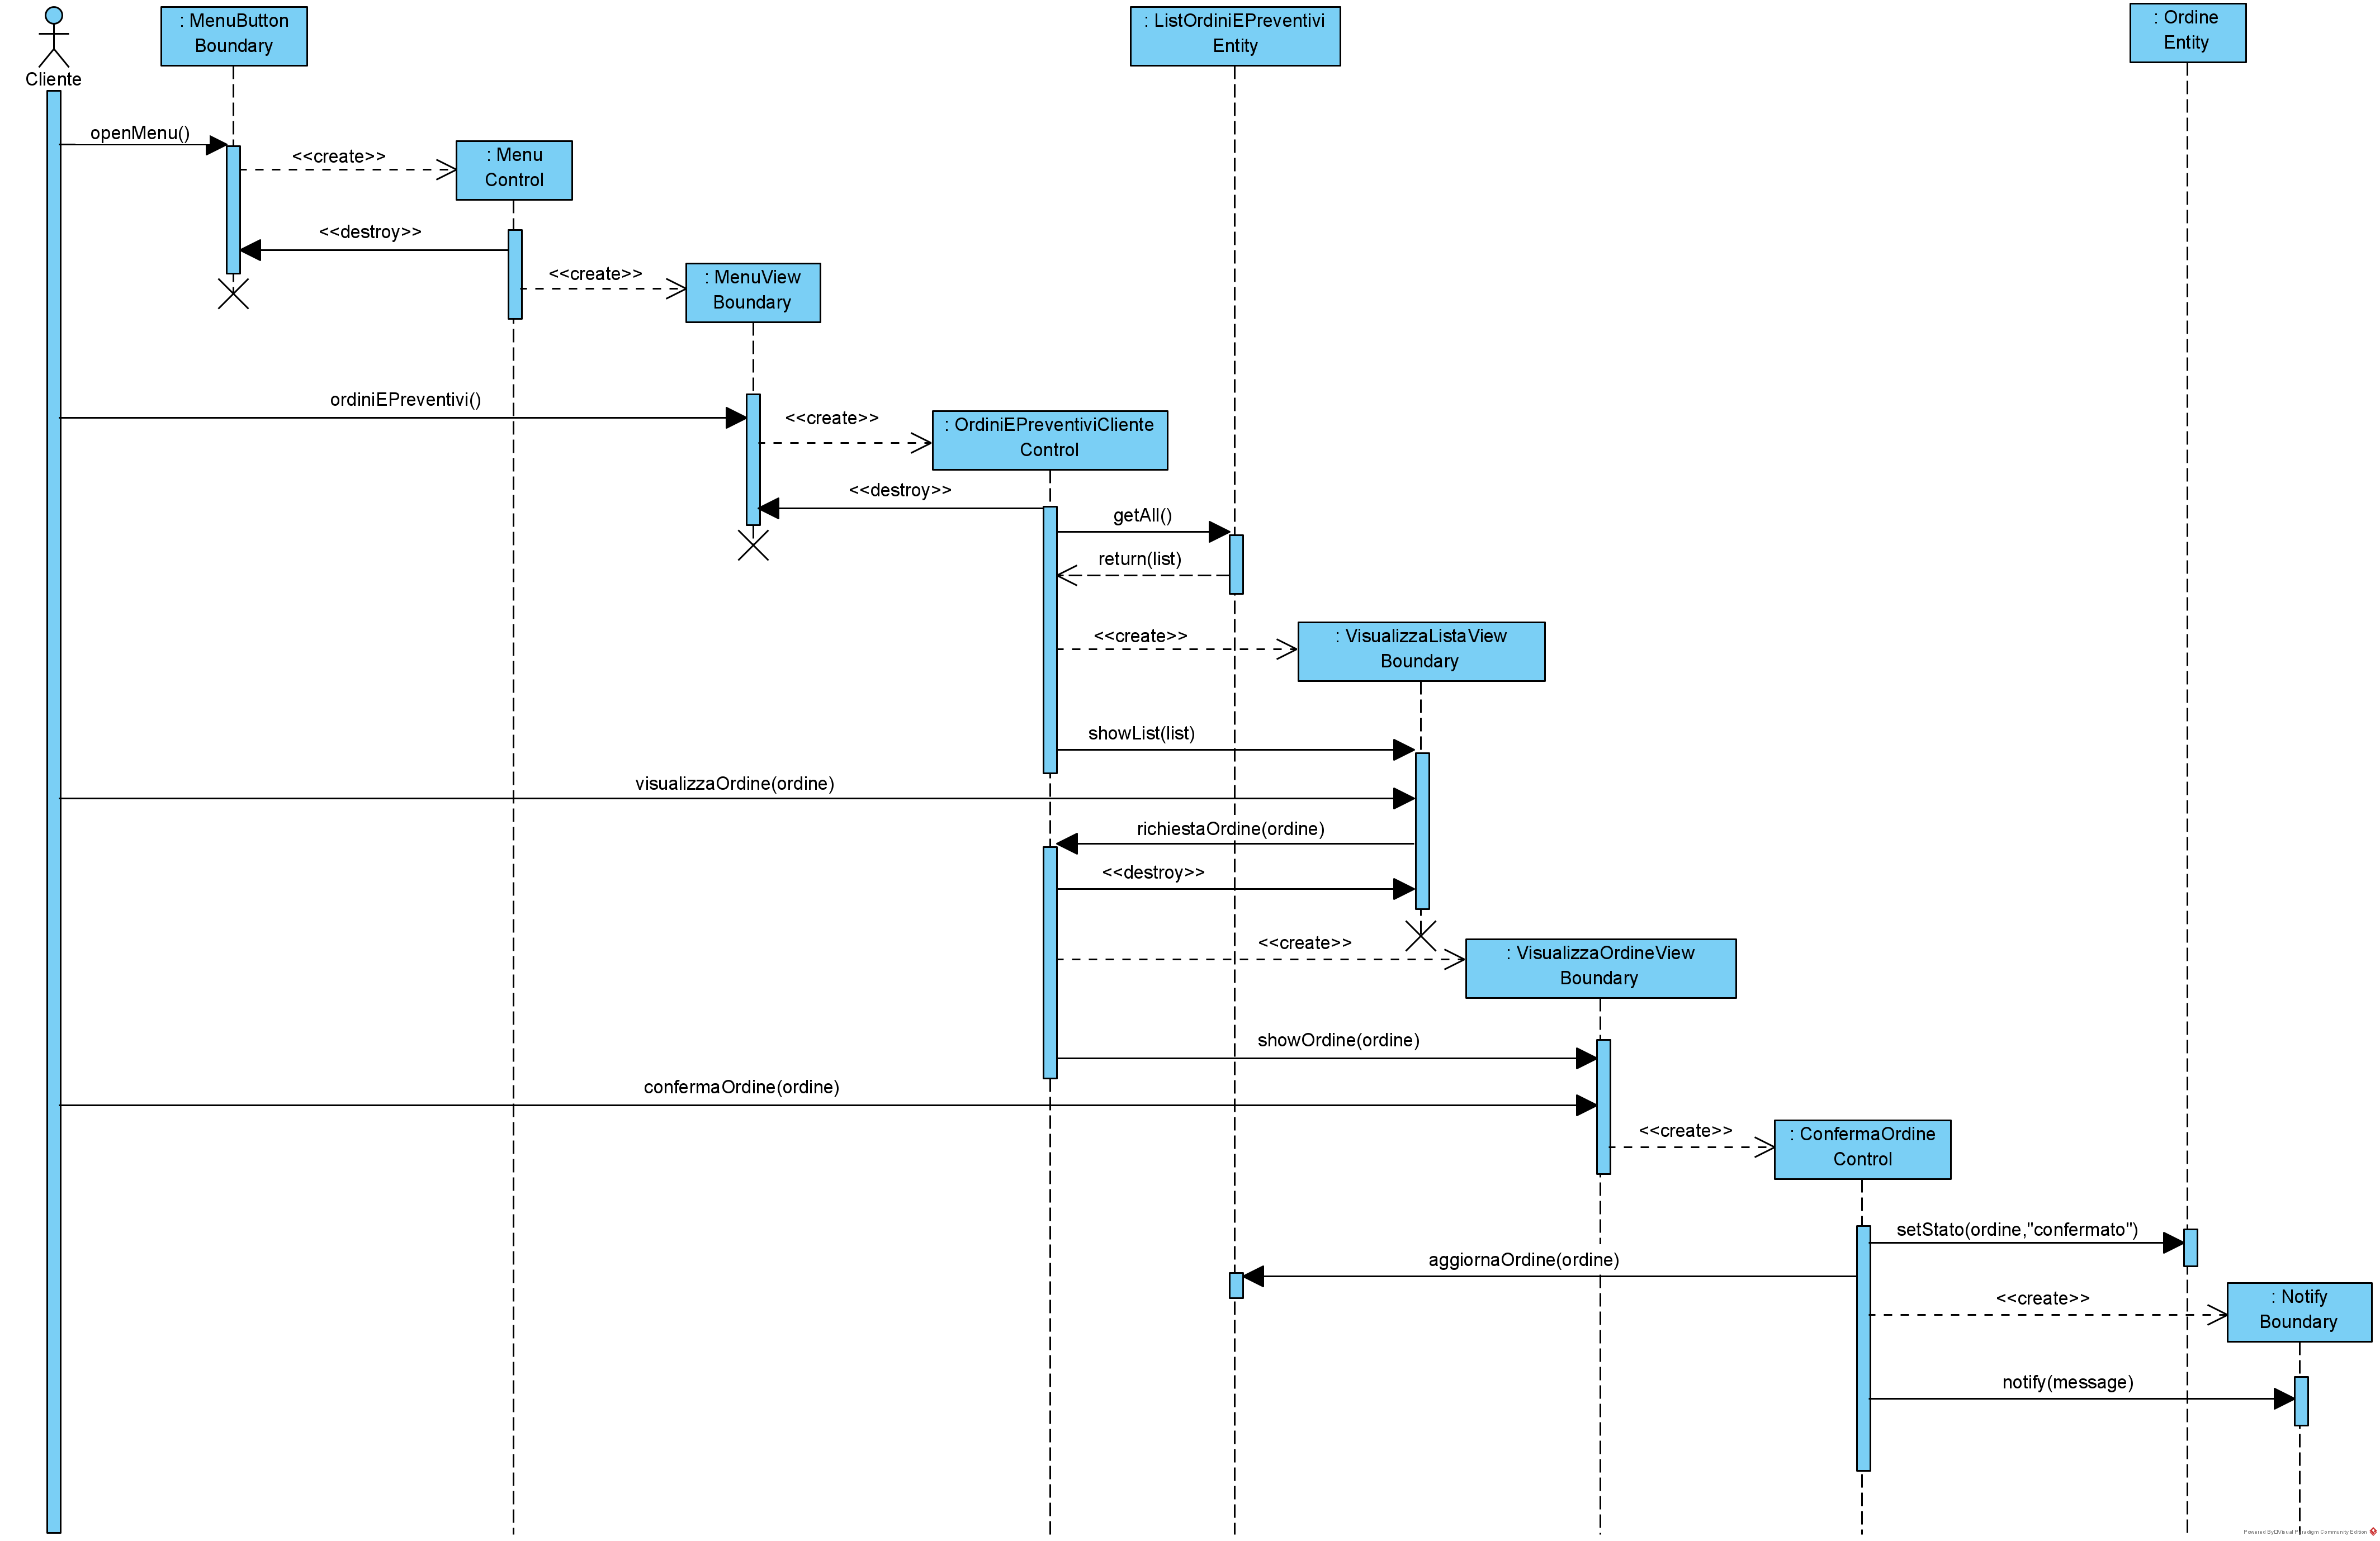 : MenuButton
Boundary
: ListOrdiniEPreventivi
Entity
: Ordine
Entity
Cliente
openMenu()
<<create>>
: Menu
Control
<<destroy>>
<<create>>
: MenuView
Boundary
ordiniEPreventivi()
<<create>>
: OrdiniEPreventiviCliente
Control
<<destroy>>
getAll()
return(list)
<<create>>
: VisualizzaListaView
Boundary
showList(list)
visualizzaOrdine(ordine)
richiestaOrdine(ordine)
<<destroy>>
<<create>>
: VisualizzaOrdineView
Boundary
showOrdine(ordine)
confermaOrdine(ordine)
<<create>>
: ConfermaOrdine
Control
setStato(ordine,"confermato")
aggiornaOrdine(ordine)
<<create>>
: Notify
Boundary
notify(message)
Visual Paradigm Community Edition